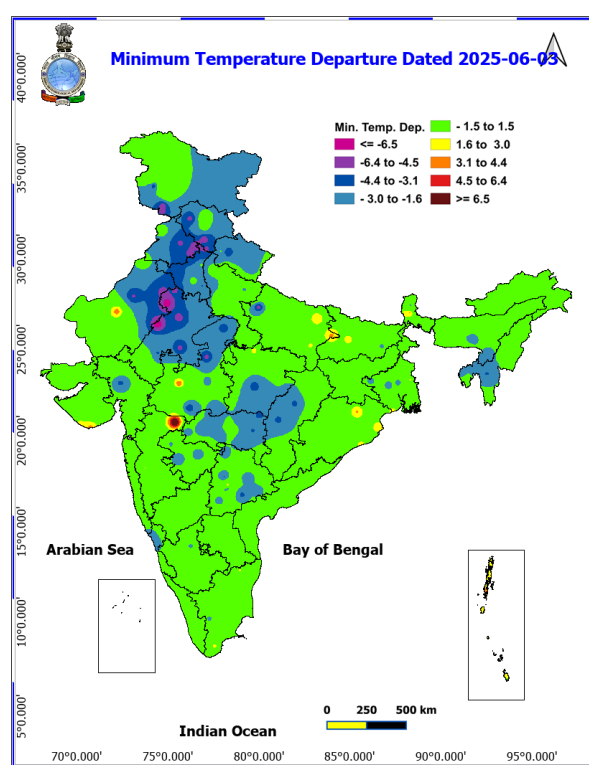 Minimum Temperature Departure Dated 2025-06-03
Min. Temp. Dep.
<= -6.5
-6.4 to -4.5
-4.4 to -3.1
- 3.0 to -1.6
- 1.5 to 1.5
1.6 to 3.0
3.1 to 4.4
4.5 to 6.4
>= 6.5
40°0.000'
35°0.000'
30°0.000'
25°0.000'
20°0.000'
15°0.000'
10°0.000'
5°0.000'
Arabian Sea
Bay of Bengal
Indian Ocean
0 250 500 km
70°0.000' 75°0.000' 80°0.000' 85°0.000' 90°0.000' 95°0.000'